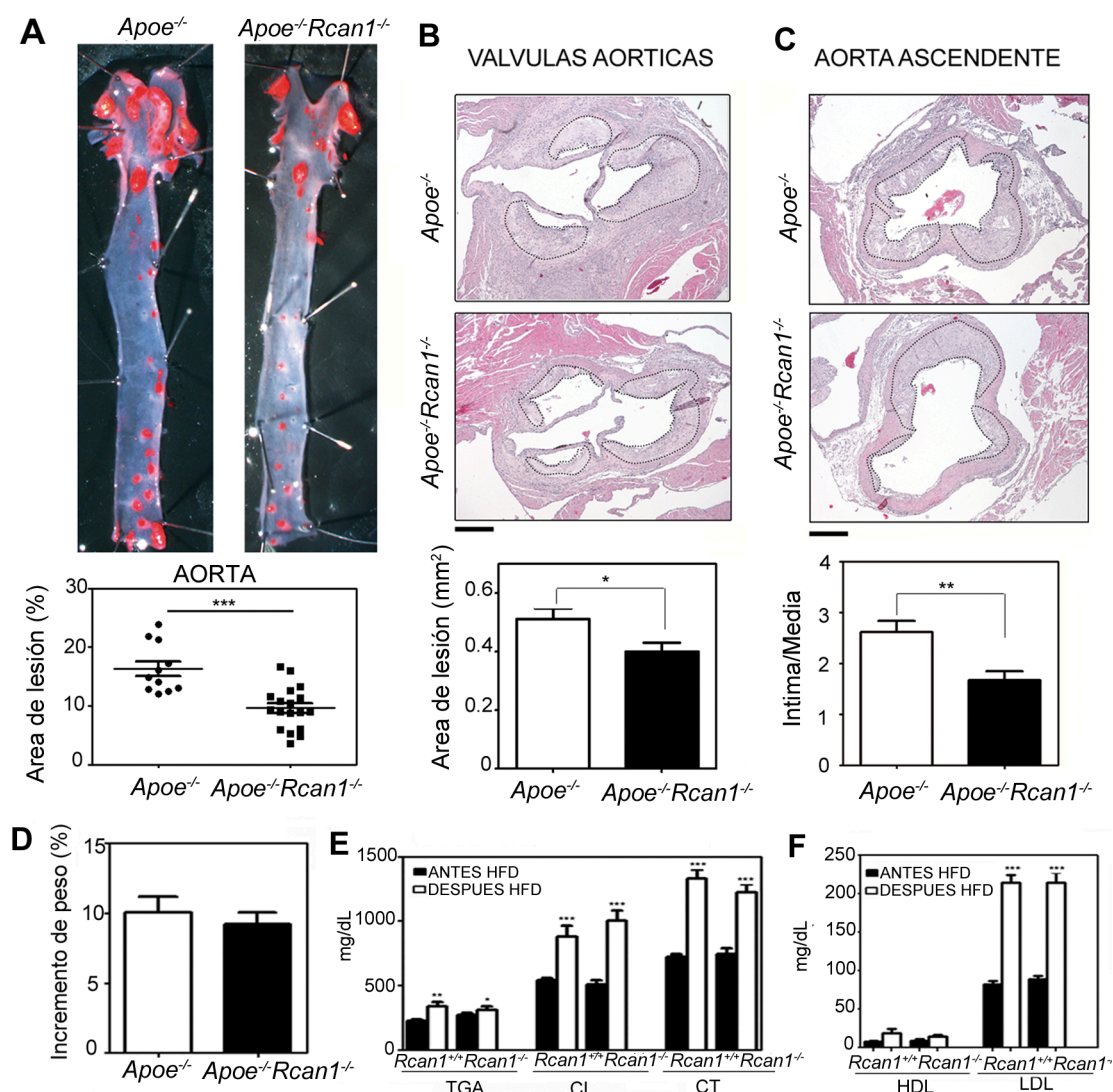 A
Apoe-/-
Apoe-/-Rcan1-/-
AORTA
Area de lesión (%)
30
20
10
0
***
Apoe-/-
Apoe-/-Rcan1-/-
B
VALVULAS AORTICAS
Apoe-/-
Apoe-/-Rcan1-/-
Area de lesión (mm2)
0.6
0.4
0.2
0
*
Apoe-/-
Apoe-/-Rcan1-/-
C
AORTA ASCENDENTE
Apoe-/-
Apoe-/-Rcan1-/-
Intima/Media
4
3
2
1
0
**
Apoe-/-
Apoe-/-Rcan1-/-
D
Incremento de peso (%)
15
10
5
0
Apoe-/-
Apoe-/-Rcan1-/-
E
mg/dL
1500
1000
500
0
ANTES HFD
DESPUES HFD
** * *** *** *** ***
Rcan1+/+ Rcan1-/- Rcan1+/+ Rcan1-/- Rcan1+/+ Rcan1-/-
TGA CL CT
F
mg/dL
250
200
150
100
50
0
ANTES HFD
DESPUES HFD
*** ***
Rcan1+/+ Rcan1-/- Rcan1+/+ Rcan1-/-
HDL LDL